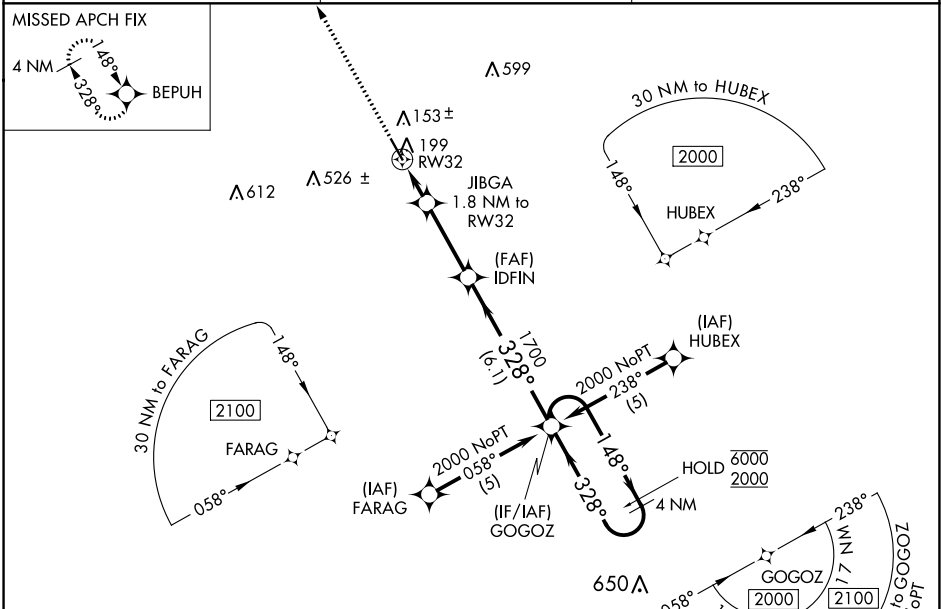 MISSED APCH FIX
4 NM
148°
328°
BEPUH
599
153 ±
199
RW32
612
526 ±
JIBGA
1.8 NM to
RW32
(FAF)
IDFIN
30 NM to HUBEX
2000
148°
238°
HUBEX
(IAF)
HUBEX
2000 NoPT
238°
(5)
1700
328°
(6.1)
30 NM to FARAG
148°
2100
FARAG
058°
2000 NoPT
058°
(5)
(IAF)
FARAG
(IF/IAF)
GOGOZ
148°
328°
HOLD 6000
2000
4 NM
650
238°
GOGOZ
17 NM
to GOGOZ
NoPT
058°
2000
2100